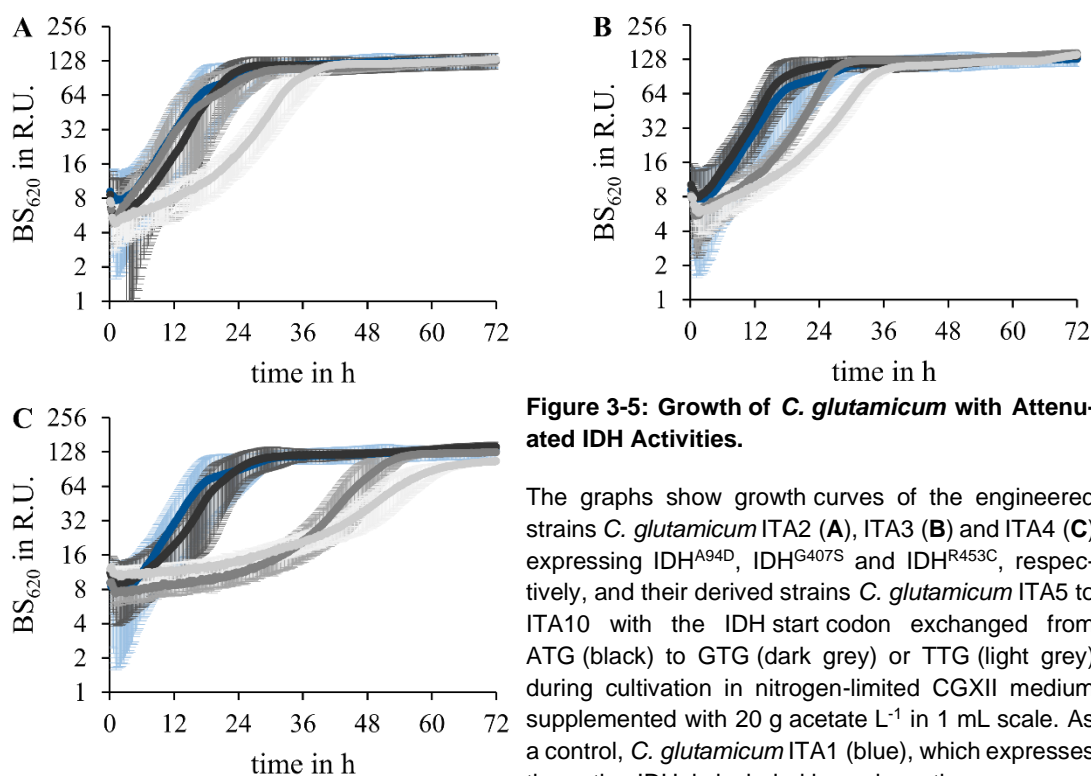 A
256
128
64
32
16
8
4
2
1
BS620 in R.U.
0 12 24 36 48 60 72
time in h
B
256
128
64
32
16
8
4
2
1
BS620 in R.U.
0 12 24 36 48 60 72
time in h
C
256
128
64
32
16
8
4
2
1
BS620 in R.U.
0 12 24 36 48 60 72
time in h
Figure 3-5: Growth of C. glutamicum with Attenu-
ated IDH Activities.
The graphs show growth curves of the engineered
strains C. glutamicum ITA2 (A), ITA3 (B) and ITA4 (C)
expressing IDHA94D, IDHG407S and IDHR453C, respec-
tively, and their derived strains C. glutamicum ITA5 to
ITA10 with the IDH start codon exchanged from
ATG (black) to GTG (dark grey) or TTG (light grey)
during cultivation in nitrogen-limited CGXII medium
supplemented with 20 g acetate L-1 in 1 mL scale. As
a control, C. glutamicum ITA1 (blue), which expresses